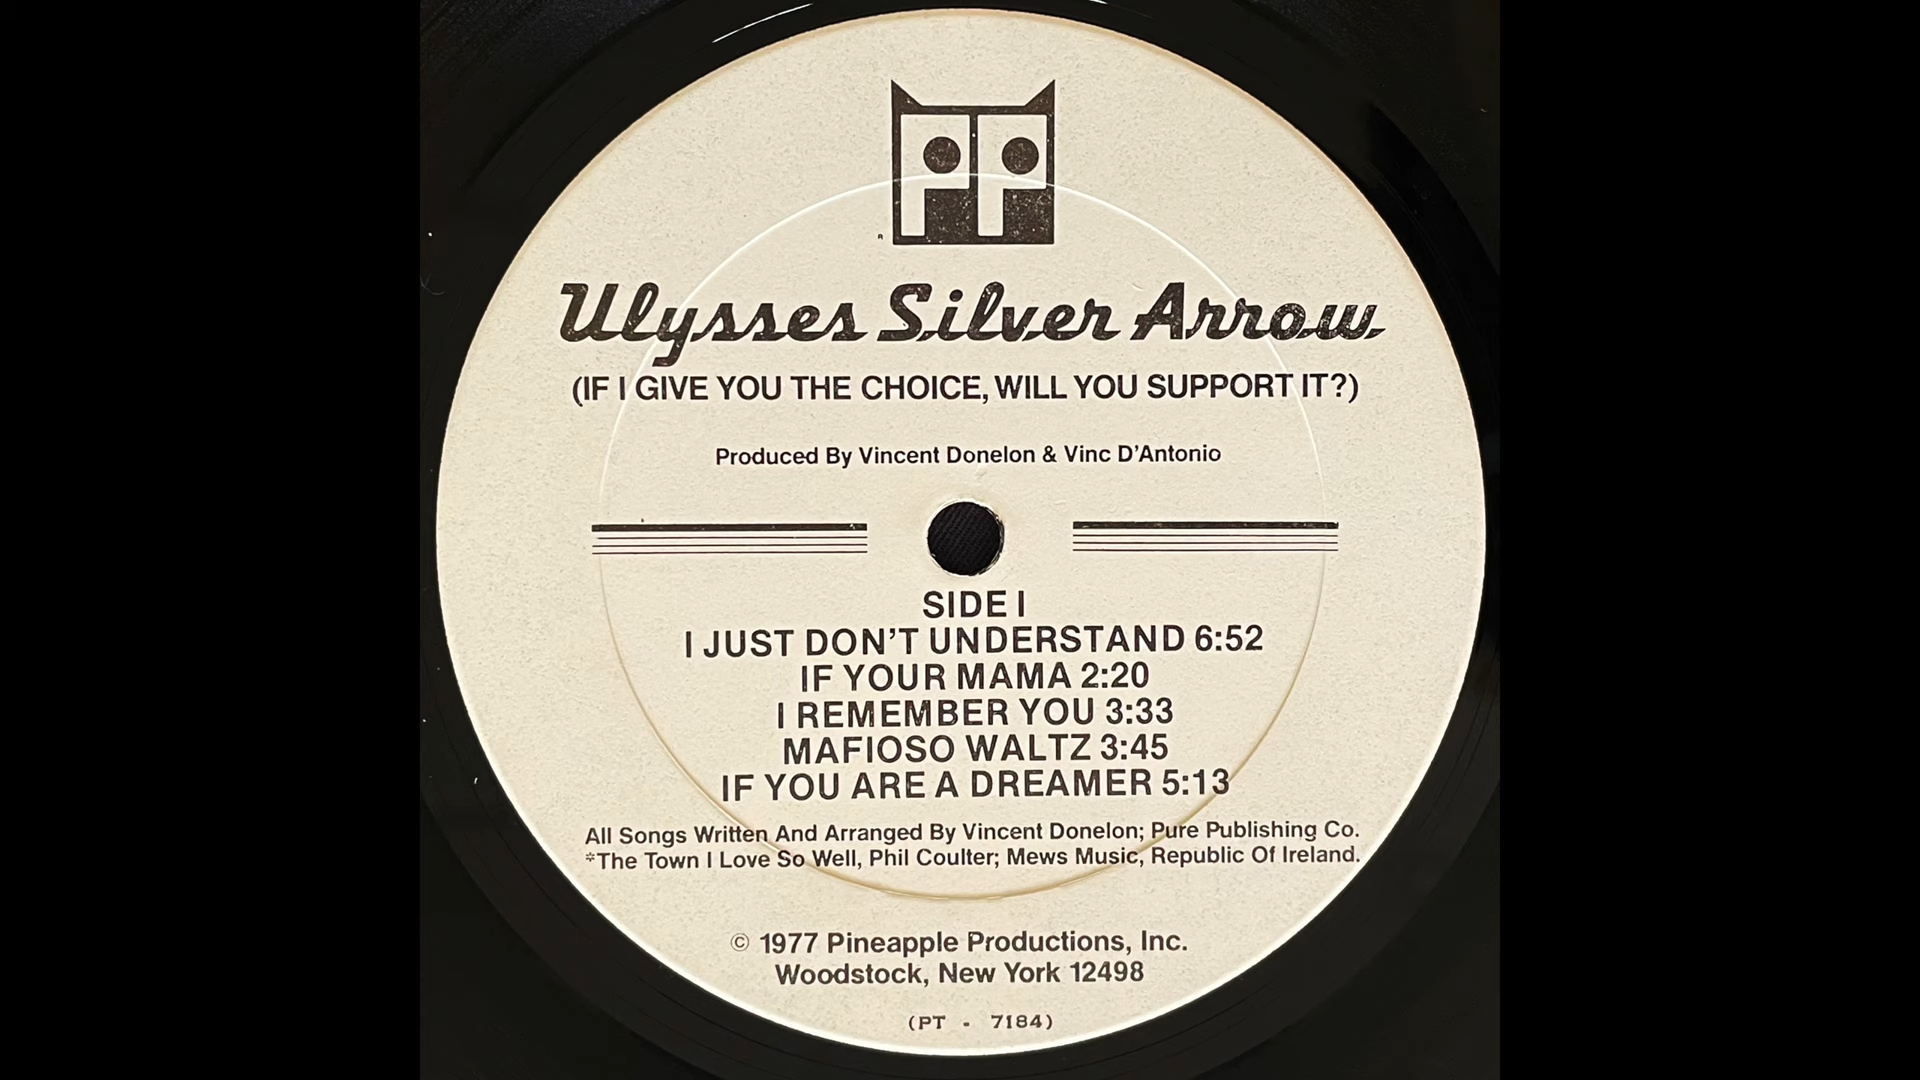 PP
R
Ulysses Silver Arrow
(IF I GIVE YOU THE CHOICE, WILL YOU SUPPORT IT?)
Produced By Vincent Donelon & Vinc D'Antonio
SIDE I
I JUST DON'T UNDERSTAND 6:52
IF YOUR MAMA 2:20
I REMEMBER YOU 3:33
MAFIOSO WALTZ 3:45
IF YOU ARE A DREAMER 5:13
All Songs Written And Arranged By Vincent Donelon; Pure Publishing Co.
*The Town I Love So Well, Phil Coulter; Mews Music, Republic Of Ireland.
© 1977 Pineapple Productions, Inc.
Woodstock, New York 12498
(PT - 7184)